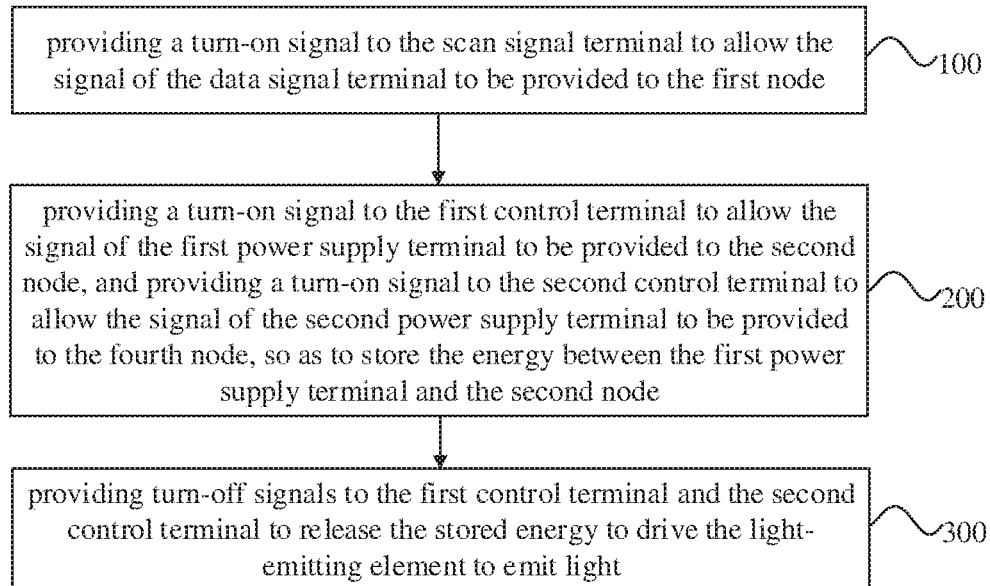 providing a turn-on signal to the scan signal terminal to allow the
signal of the data signal terminal to be provided to the first node
100
providing a turn-on signal to the first control terminal to allow the
signal of the first power supply terminal to be provided to the second
node, and providing a turn-on signal to the second control terminal to
allow the signal of the second power supply terminal to be provided
to the fourth node, so as to store the energy between the first power
supply terminal and the second node
200
providing turn-off signals to the first control terminal and the second
control terminal to release the stored energy to drive the light-
emitting element to emit light
300